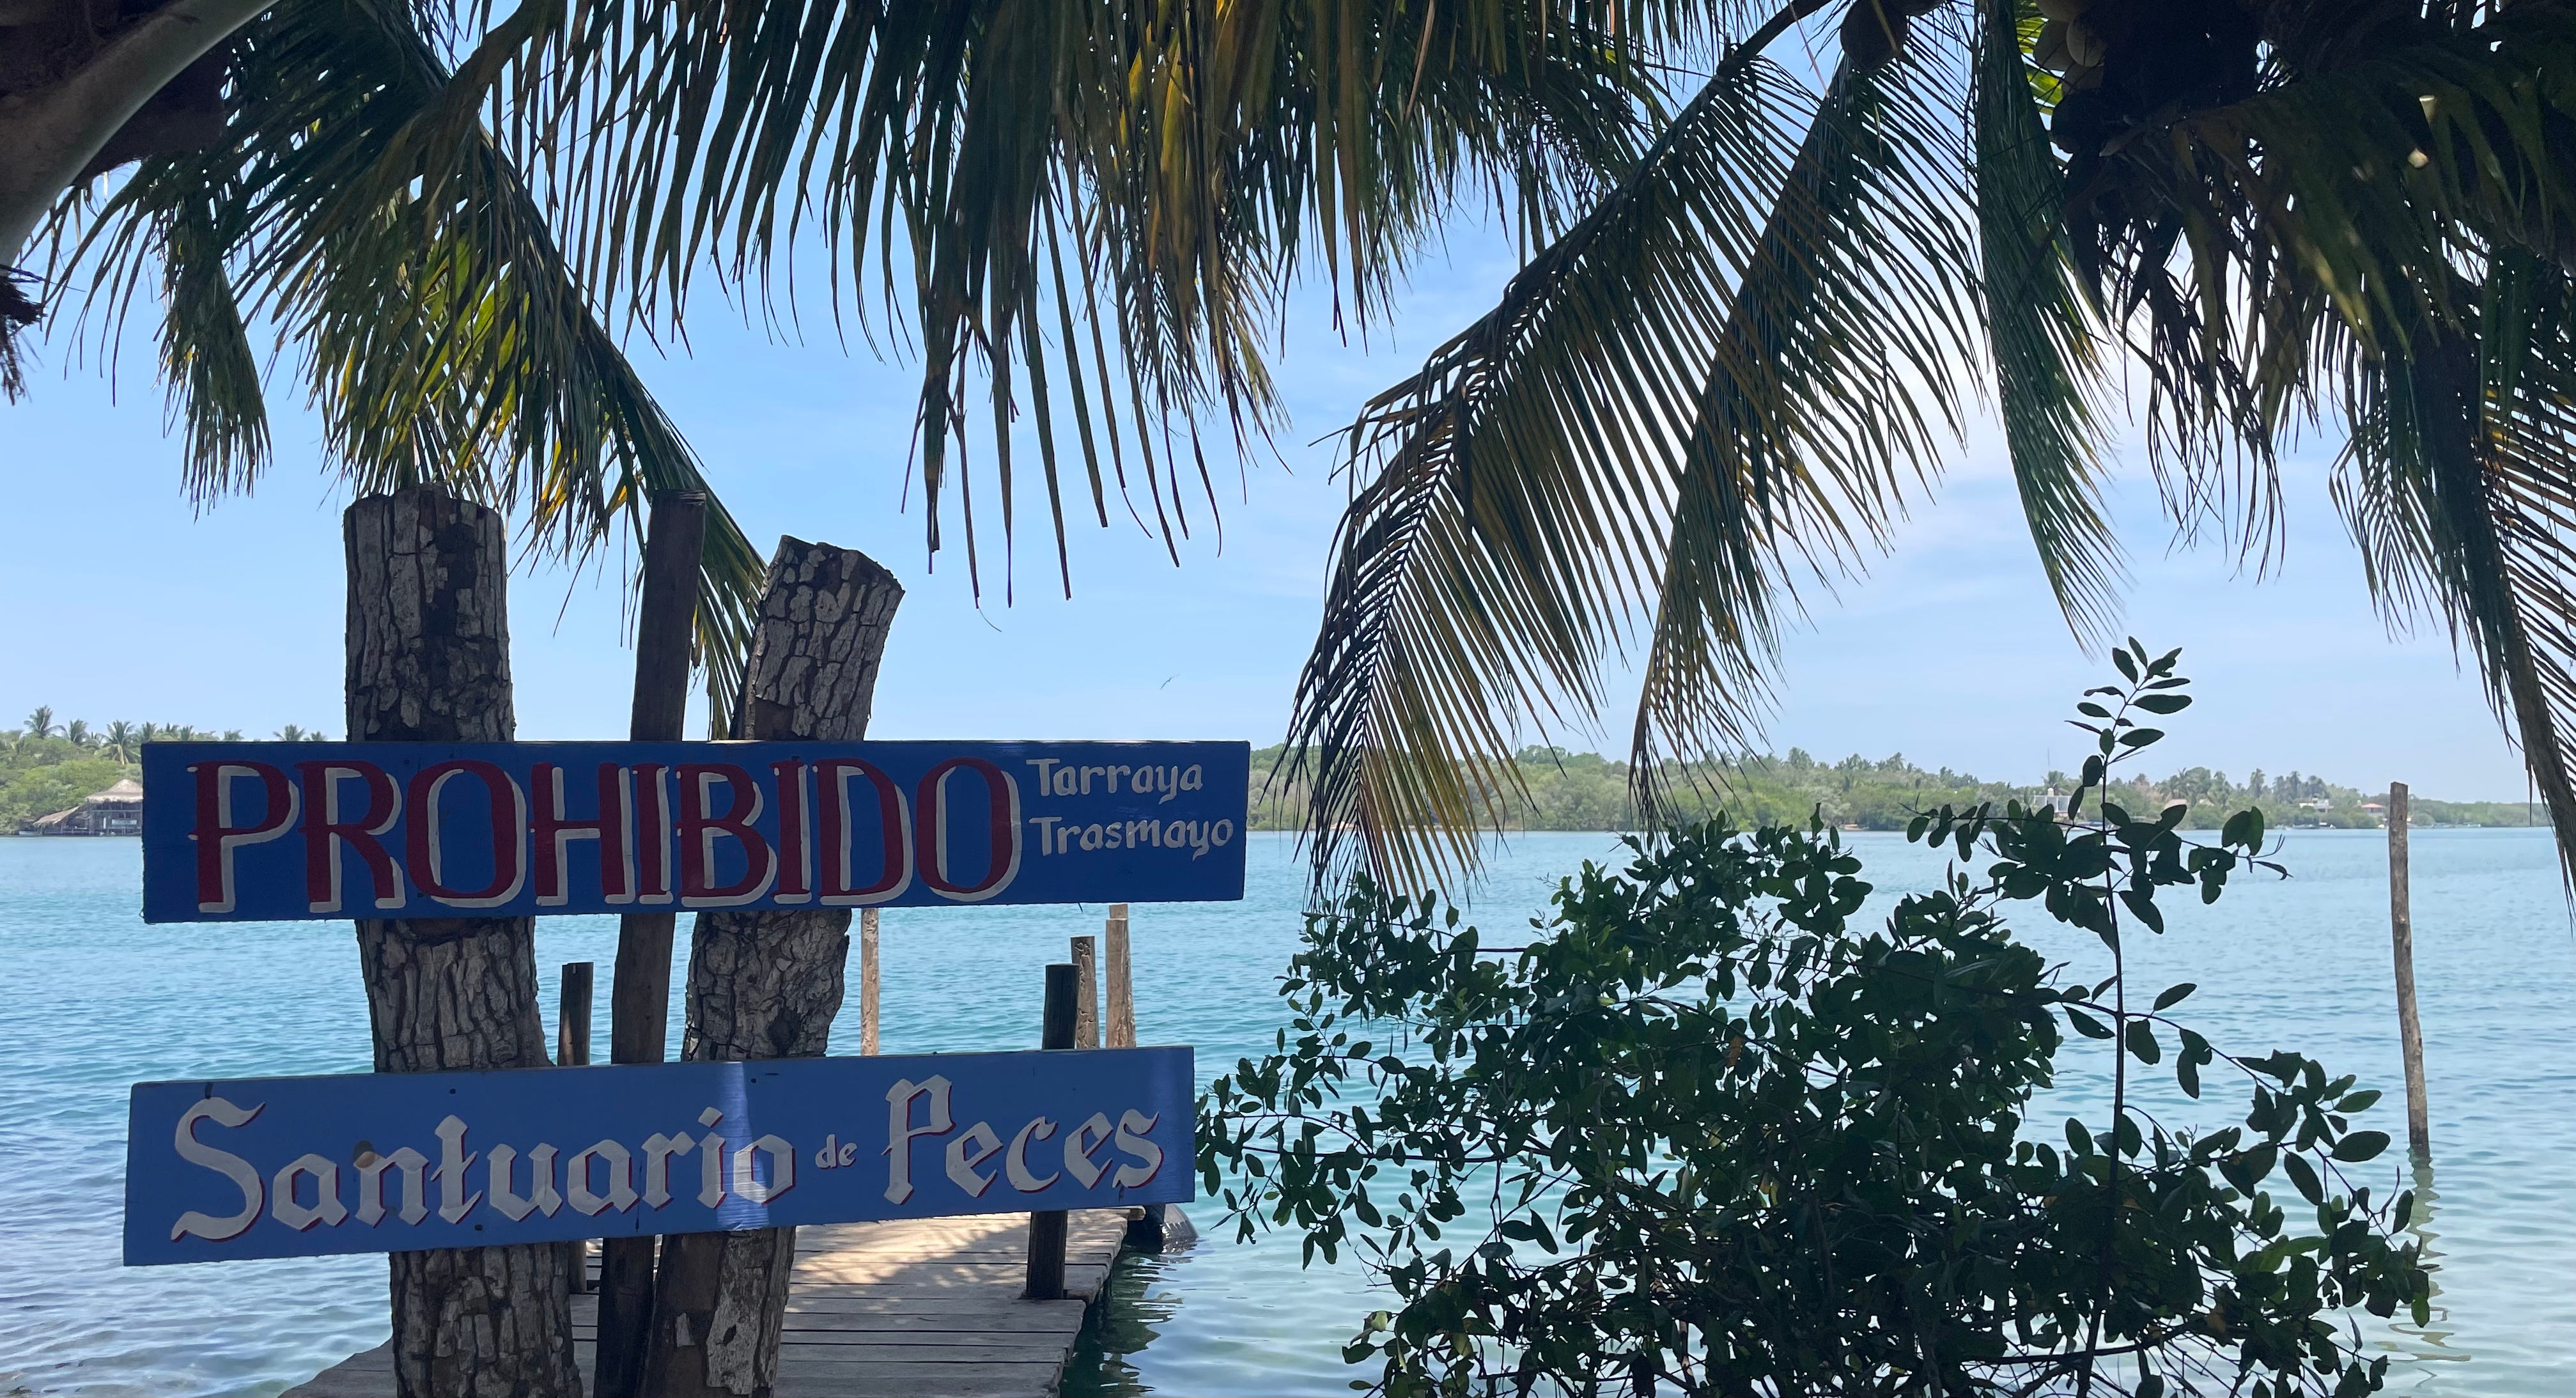 PROHIBIDO
Tarraya
Trasmayo
Santuario de Peces